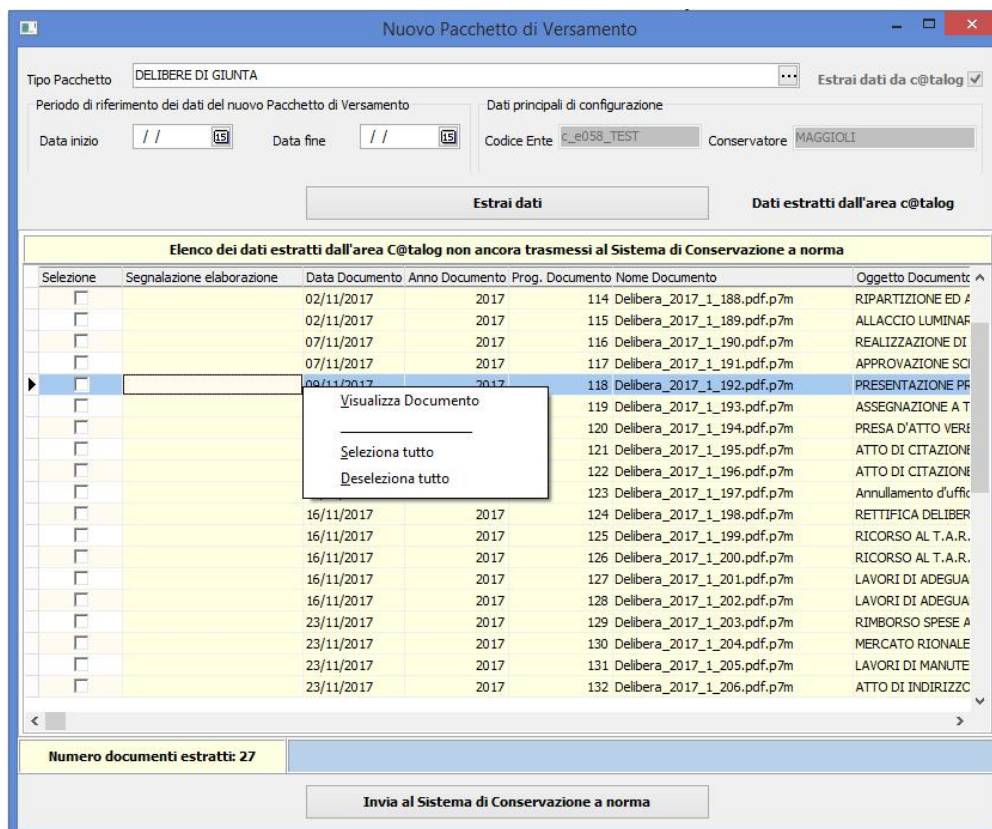 Nuovo Pacchetto di Versamento
Tipo Pacchetto DELIBERE DI GIUNTA ... Estrai dati da c@talog
Periodo di riferimento dei dati del nuovo Pacchetto di Versamento Dati principali di configurazione
Data inizio / / 15 Data fine / / 15 Codice Ente c_e058_TEST Conservatore MAGGIOLI
Estrai dati Dati estratti dall'area c@talog
Elenco dei dati estratti dall'area C@talog non ancora trasmessi al Sistema di Conservazione a norma
Selezione Segnalazione elaborazione Data Documento Anno Documento Prog. Documento Nome Documento Oggetto Documento
02/11/2017 2017 114 Delibera_2017_1_188.pdf.p7m RIPARTIZIONE ED A
02/11/2017 2017 115 Delibera_2017_1_189.pdf.p7m ALLACCIO LUMINAR
07/11/2017 2017 116 Delibera_2017_1_190.pdf.p7m REALIZZAZIONE DI
07/11/2017 2017 117 Delibera_2017_1_191.pdf.p7m APPROVAZIONE SCH
09/11/2017 2017 118 Delibera_2017_1_192.pdf.p7m PRESENTAZIONE PR
Visualizza Documento
119 Delibera_2017_1_193.pdf.p7m ASSEGNAZIONE A T
120 Delibera_2017_1_194.pdf.p7m PRESA D'ATTO VERB
Seleziona tutto
121 Delibera_2017_1_195.pdf.p7m ATTO DI CITAZIONE
122 Delibera_2017_1_196.pdf.p7m ATTO DI CITAZIONE
Deseleziona tutto
123 Delibera_2017_1_197.pdf.p7m Annullamento d'uffic
16/11/2017 2017 124 Delibera_2017_1_198.pdf.p7m RETTIFICA DELIBER
16/11/2017 2017 125 Delibera_2017_1_199.pdf.p7m RICORSO AL T.A.R.
16/11/2017 2017 126 Delibera_2017_1_200.pdf.p7m RICORSO AL T.A.R.
16/11/2017 2017 127 Delibera_2017_1_201.pdf.p7m LAVORI DI ADEGUA
16/11/2017 2017 128 Delibera_2017_1_202.pdf.p7m LAVORI DI ADEGUA
23/11/2017 2017 129 Delibera_2017_1_203.pdf.p7m RIMBORSO SPESE A
23/11/2017 2017 130 Delibera_2017_1_204.pdf.p7m MERCATO RIONALE
23/11/2017 2017 131 Delibera_2017_1_205.pdf.p7m LAVORI DI MANUTE
23/11/2017 2017 132 Delibera_2017_1_206.pdf.p7m ATTO DI INDIRIZZO
Numero documenti estratti: 27
Invia al Sistema di Conservazione a norma